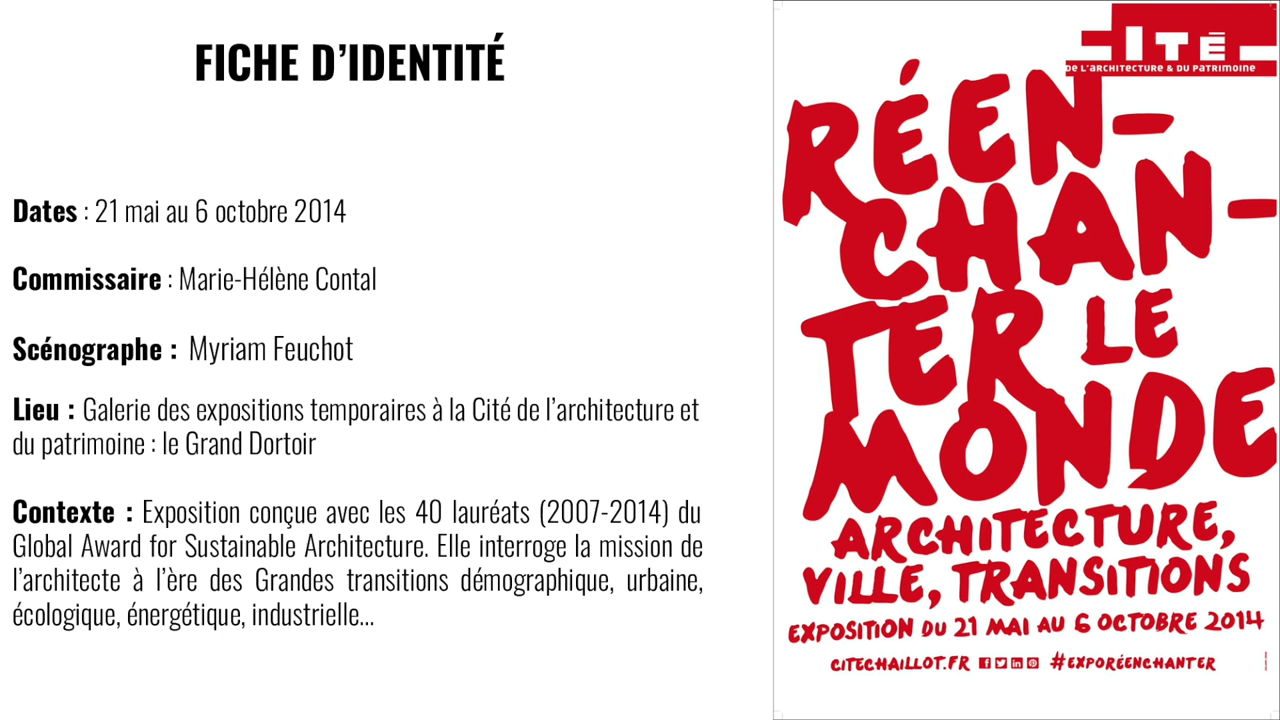 FICHE D'IDENTITÉ
Dates : 21 mai au 6 octobre 2014
Commissaire : Marie-Hélène Contal
Scénographe : Myriam Feuchot
Lieu : Galerie des expositions temporaires à la Cité de l'architecture et
du patrimoine : le Grand Dortoir
Contexte : Exposition conçue avec les 40 lauréats (2007-2014) du
Global Award for Sustainable Architecture. Elle interroge la mission de
l'architecte à l'ère des Grandes transitions démographique, urbaine,
écologique, énergétique, industrielle...
ITÉ
DE L'ARCHITECTURE & DU PATRIMOINE
RÉEN-
CHAN-
TER LE
MONDE
ARCHITECTURE,
VILLE, TRANSITIONS
EXPOSITION DU 21 MAI AU 6 OCTOBRE 2014
CITECHAILLOT.FR #EXPORÉENCHANTER